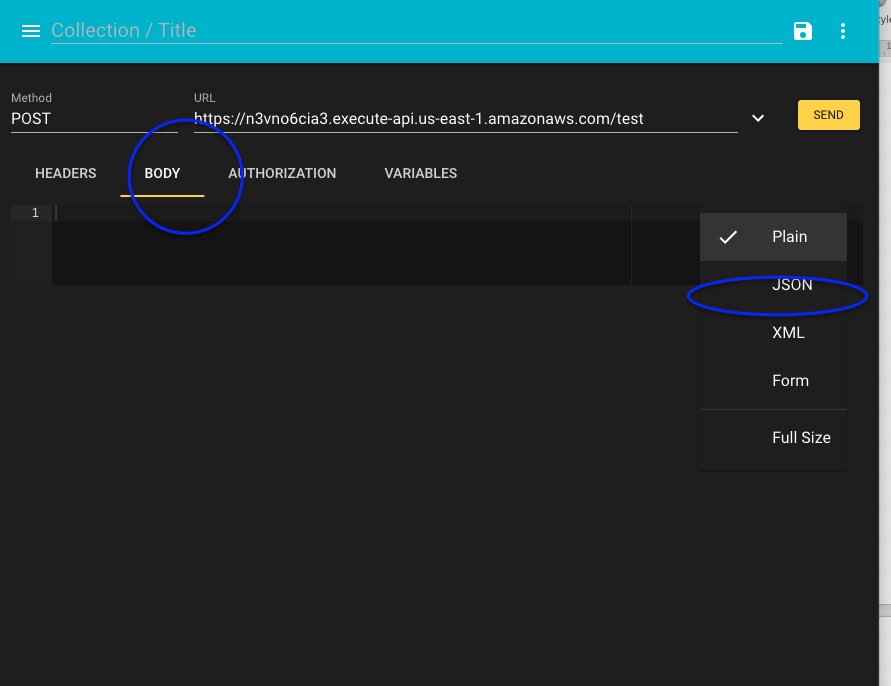 Collection / Title
Method
URL
POST
https://n3vno6cia3.execute-api.us-east-1.amazonaws.com/test
SEND
HEADERS
BODY
AUTHORIZATION
VARIABLES
1
Plain
JSON
XML
Form
Full Size